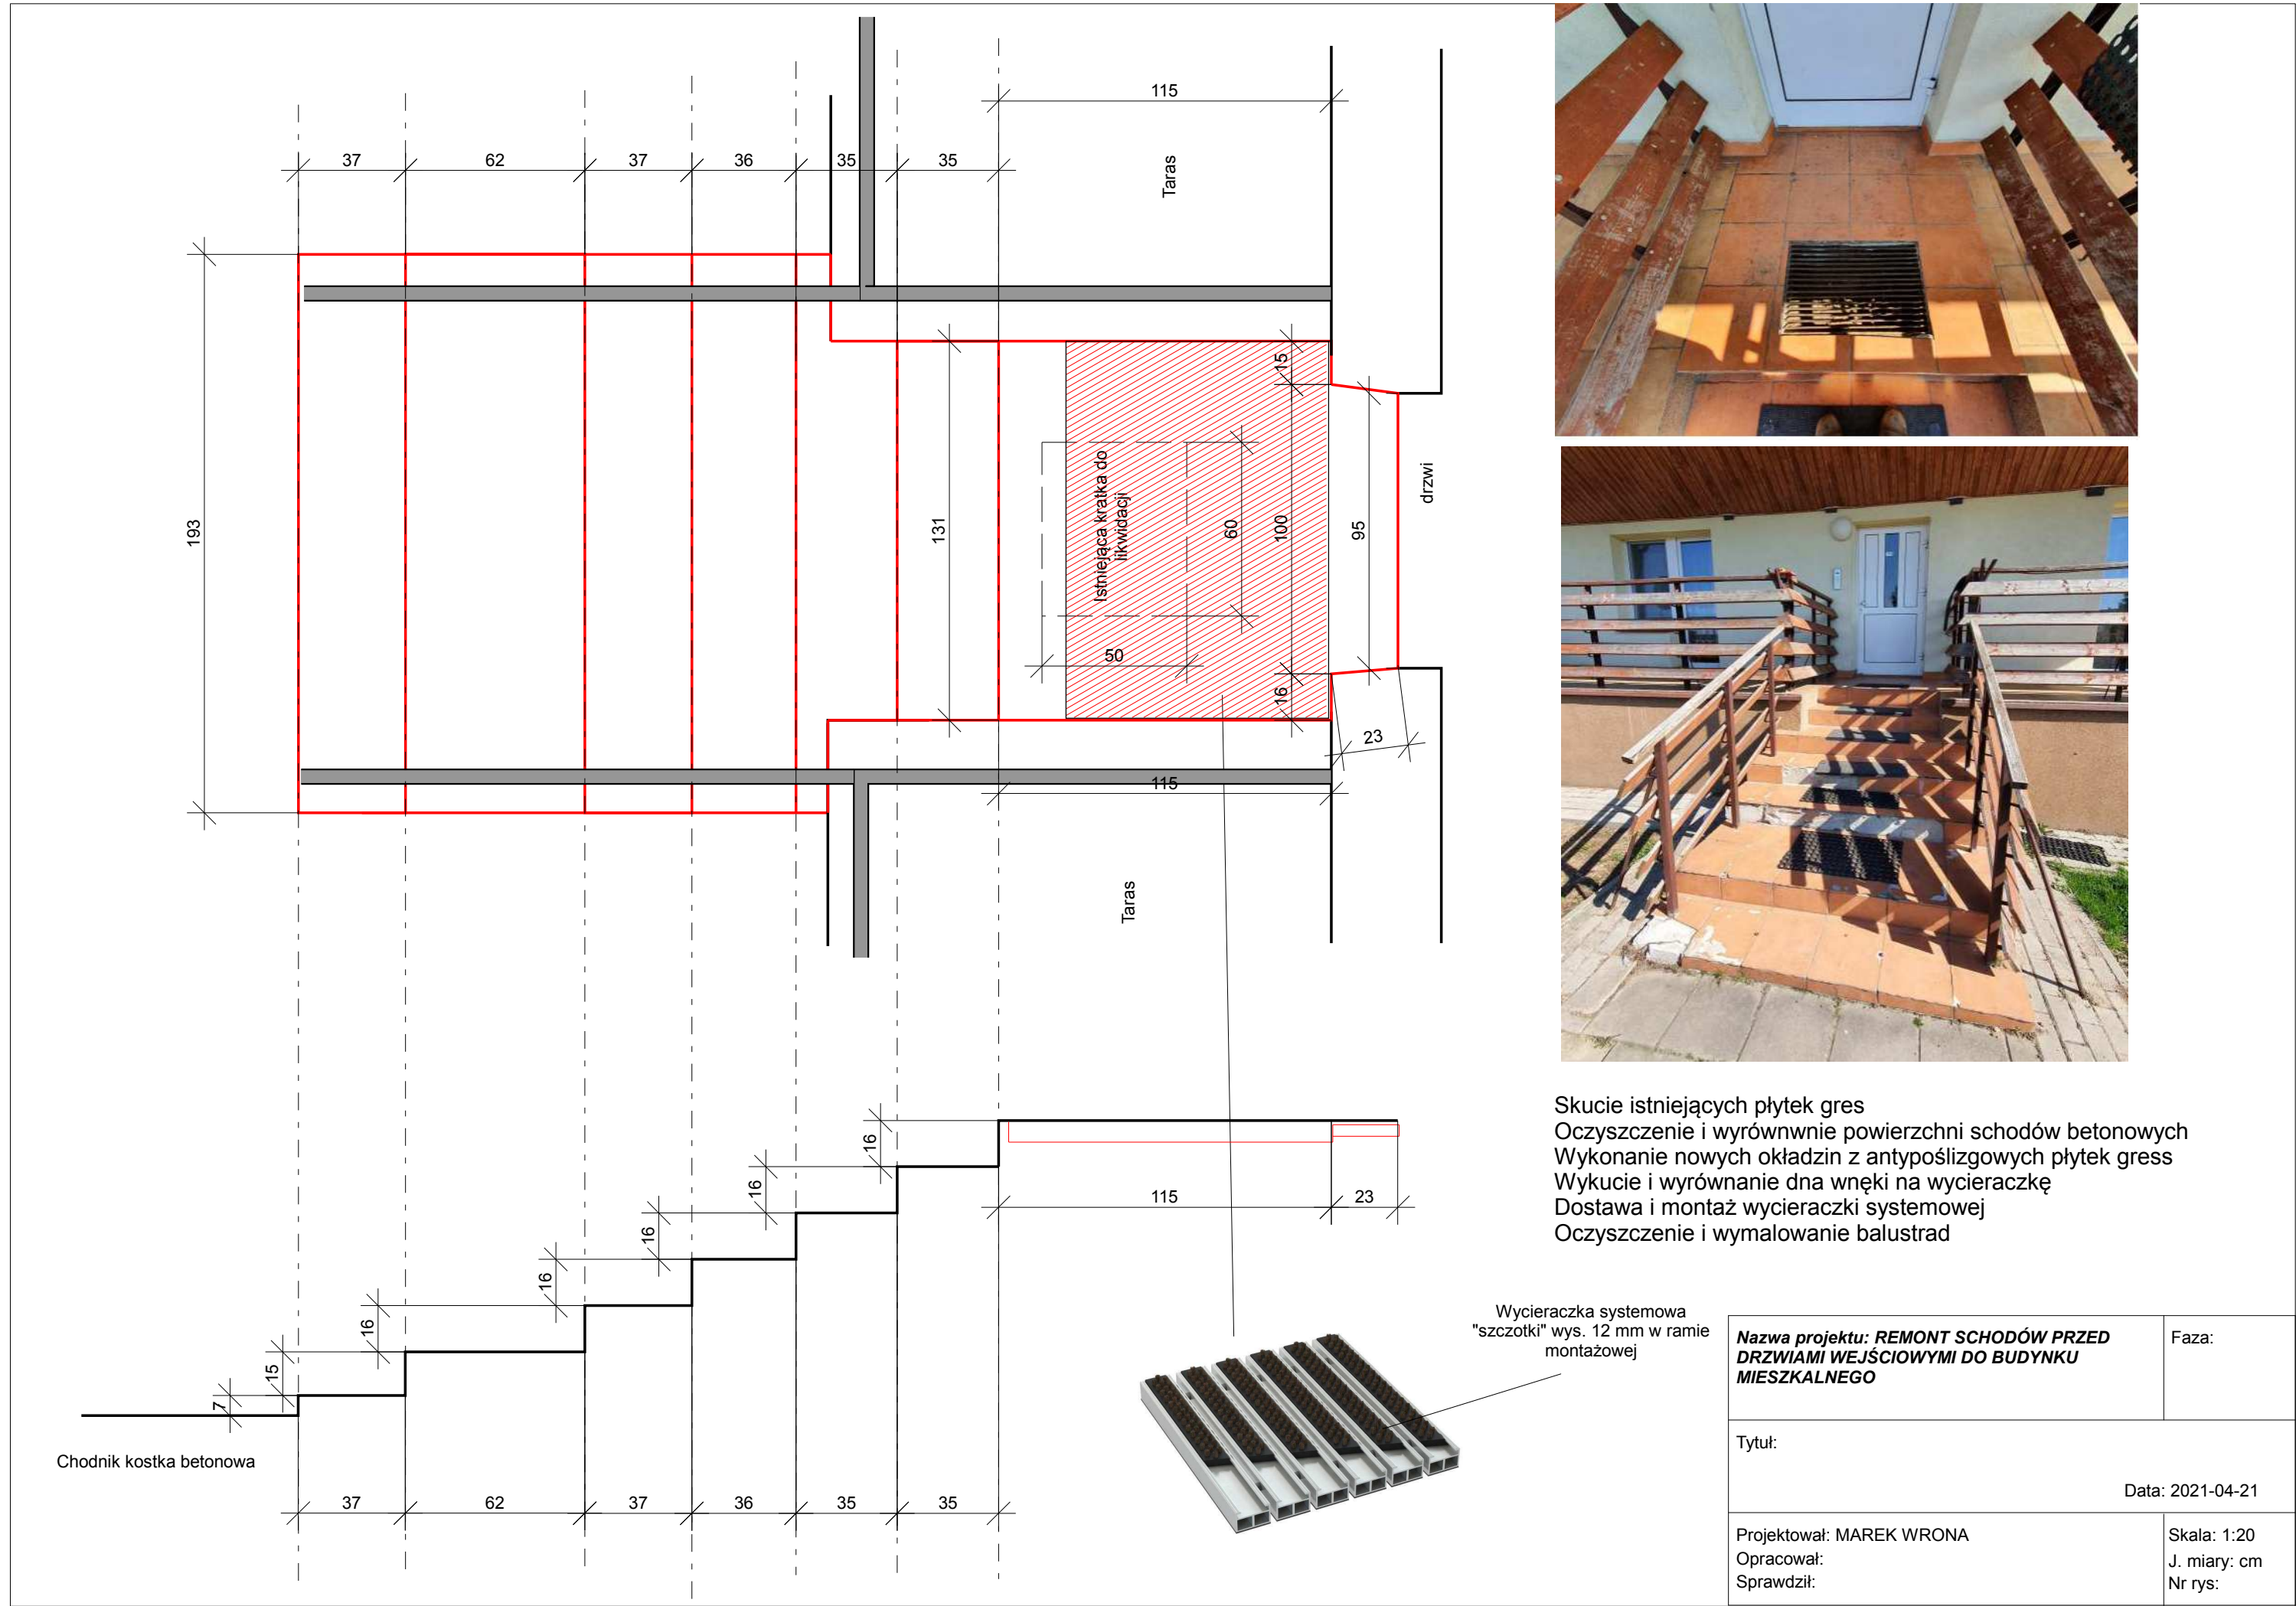 115
37
62
37
36
35
35
Taras
193
131
Istniejąca kratka do
likwidacji
15
60
100
95
drzwi
50
16
23
115
Taras
16
16
16
16
16
15
7
115
23
Chodnik kostka betonowa
37
62
37
36
35
35
Skucie istniejących płytek gres
Oczyszczenie i wyrównwnie powierzchni schodów betonowych
Wykonanie nowych okładzin z antypoślizgowych płytek gress
Wykucie i wyrównanie dna wnęki na wycieraczkę
Dostawa i montaż wycieraczki systemowej
Oczyszczenie i wymalowanie balustrad
Wycieraczka systemowa
"szczotki" wys. 12 mm w ramie
montażowej
Nazwa projektu: REMONT SCHODÓW PRZED
DRZWIAMI WEJŚCIOWYMI DO BUDYNKU
MIESZKALNEGO
Faza:
Tytuł:
Data: 2021-04-21
Projektował: MAREK WRONA
Opracował:
Sprawdził:
Skala: 1:20
J. miary: cm
Nr rys: